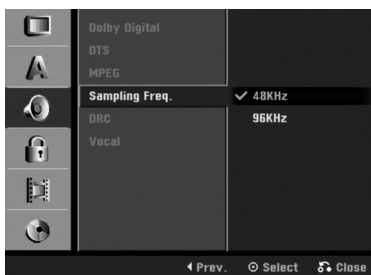 Dolby Digital
DTS
MPEG
Sampling Freq. ✓ 48KHz
DRC 96KHz
Vocal
Prev. Select Close